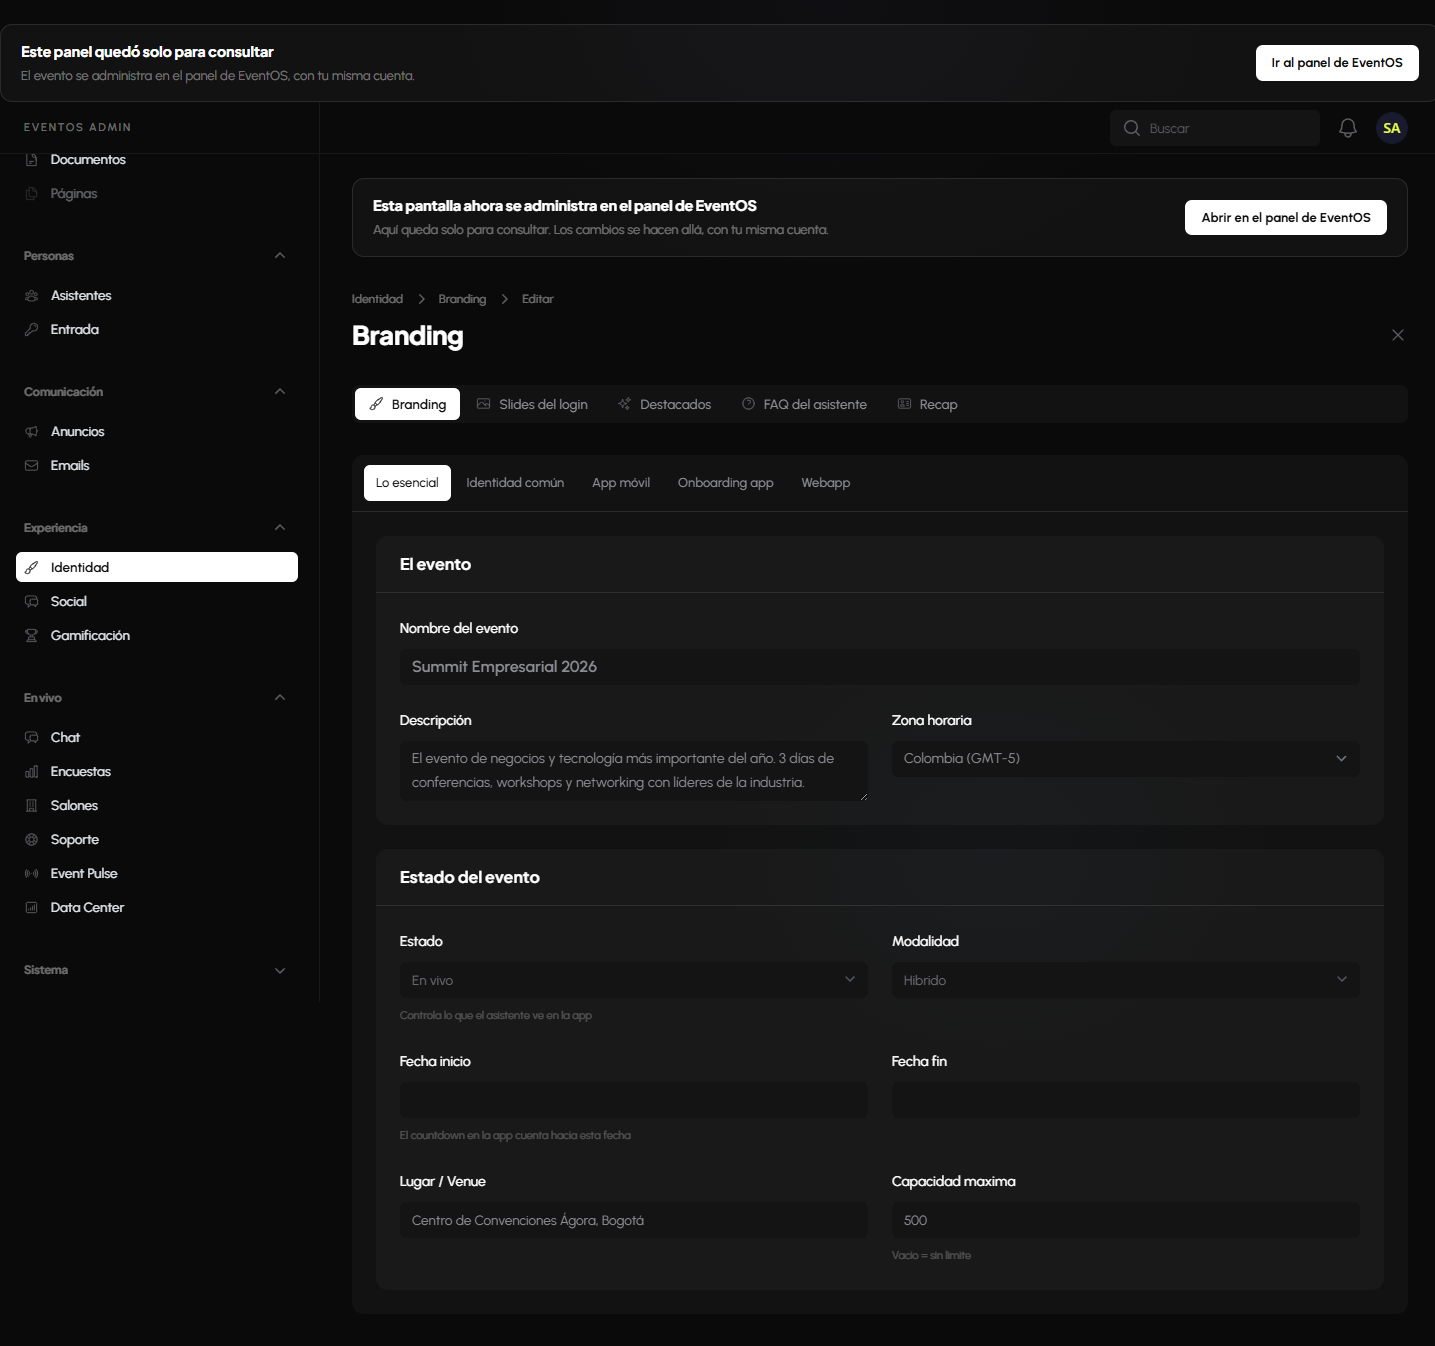 Este panel quedó solo para consultar
El evento se administra en el panel de EventOS, con tu misma cuenta.
Ir al panel de EventOS
EVENTOS ADMIN
Buscar
SA
Documentos
Páginas
Personas
Asistentes
Entrada
Comunicación
Anuncios
Emails
Experiencia
Identidad
Social
Gamificación
En vivo
Chat
Encuestas
Salones
Soporte
Event Pulse
Data Center
Sistema
Esta pantalla ahora se administra en el panel de EventOS
Aquí queda solo para consultar. Los cambios se hacen allá, con tu misma cuenta.
Abrir en el panel de EventOS
Identidad > Branding > Editar
Branding
Branding Slides del login Destacados FAQ del asistente Recap
Lo esencial Identidad común App móvil Onboarding app Webapp
El evento
Nombre del evento
Summit Empresarial 2026
Descripción
El evento de negocios y tecnología más importante del año. 3 días de
conferencias, workshops y networking con líderes de la industria.
Zona horaria
Colombia (GMT-5)
Estado del evento
Estado
En vivo
Controla lo que el asistente ve en la app
Modalidad
Híbrido
Fecha inicio
El countdown en la app cuenta hacia esta fecha
Fecha fin
Lugar / Venue
Centro de Convenciones Ágora, Bogotá
Capacidad maxima
500
Vacio = sin limite